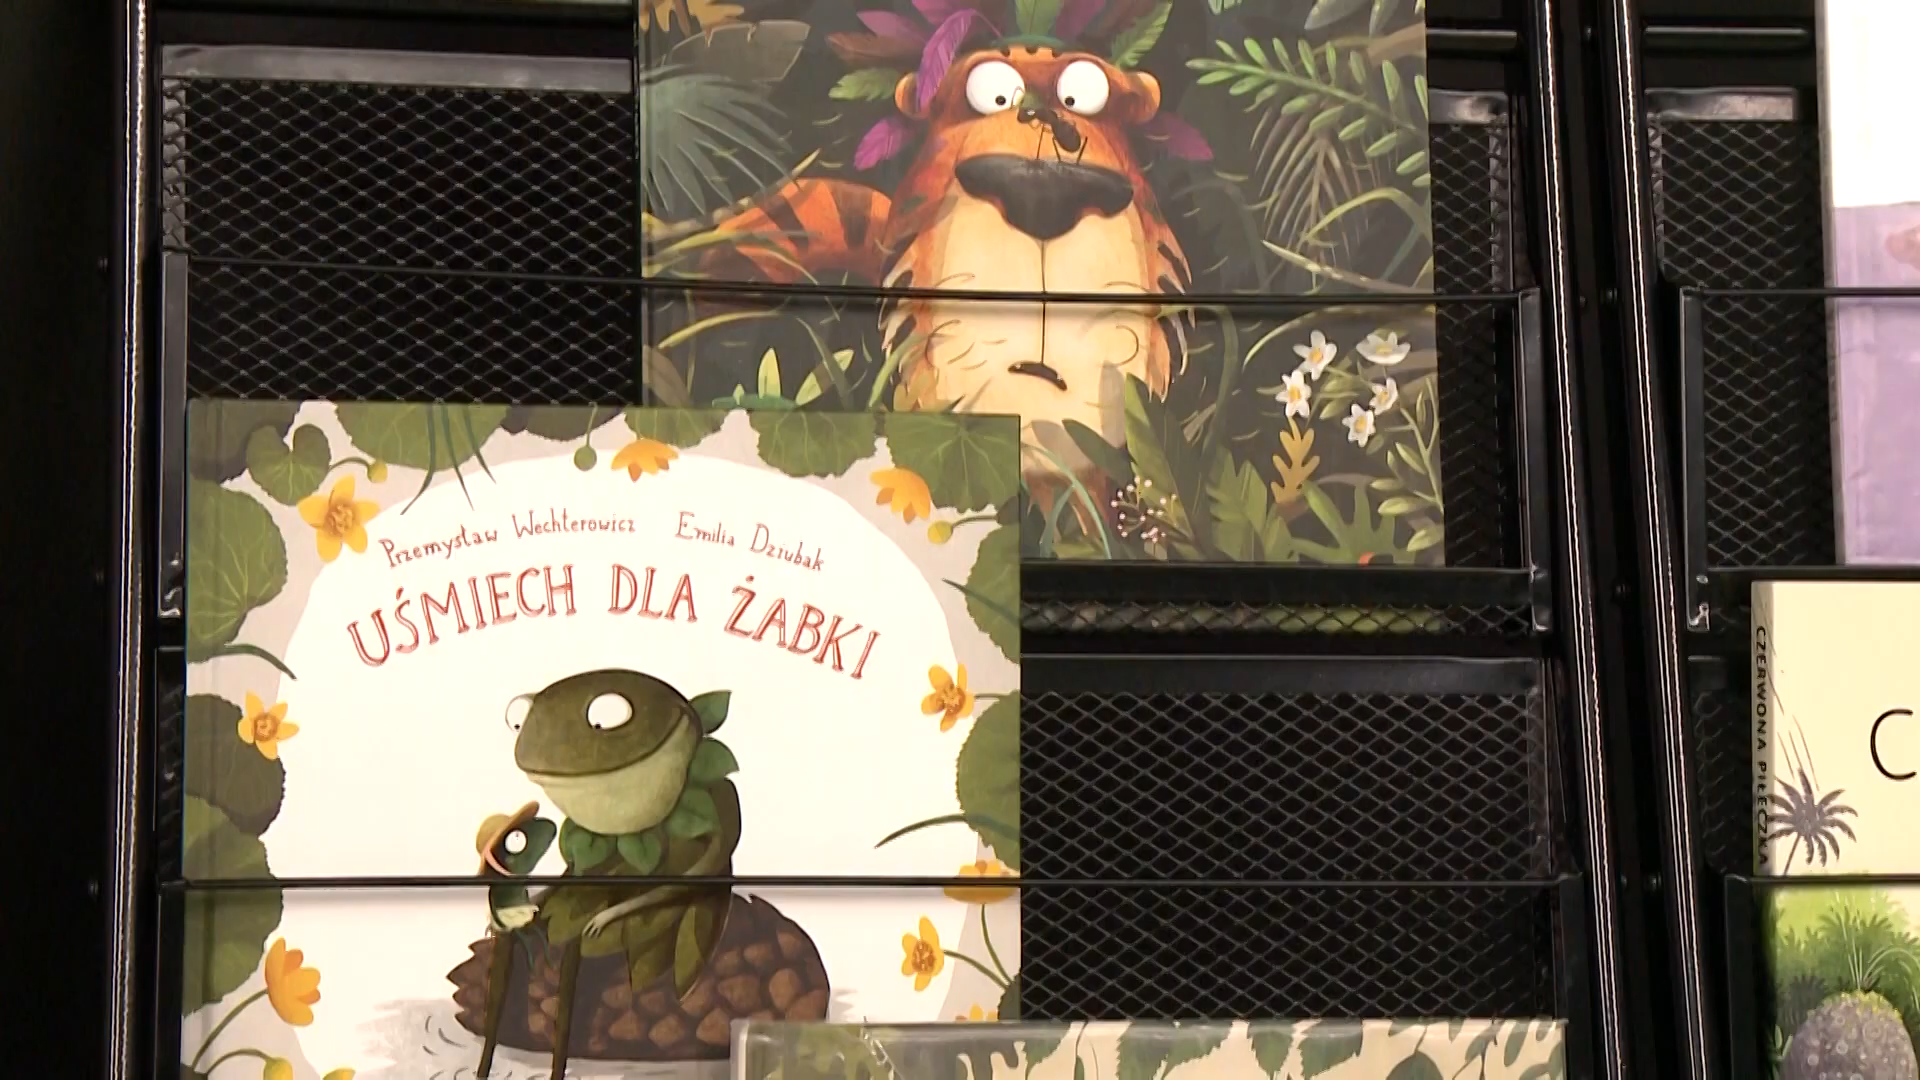 Przemysław Wechterowicz Emilia Dziubak
UŚMIECH DLA ŻABKI
CZERWONA PIŁECZKA
C